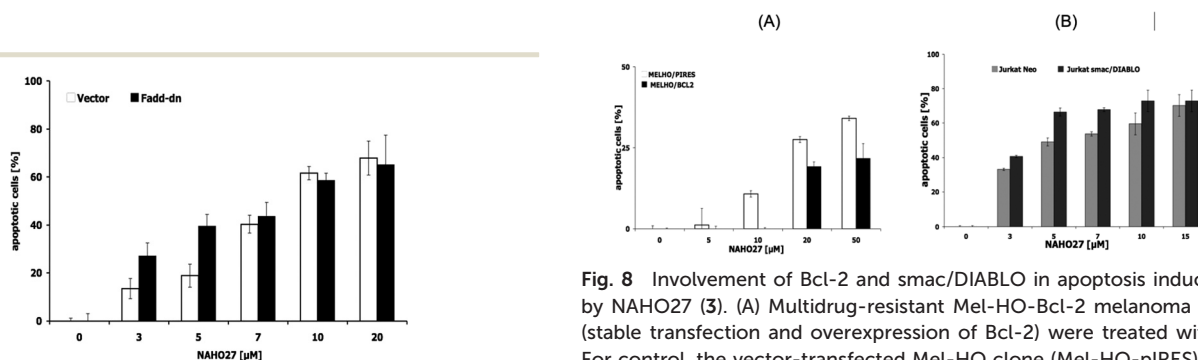 100
80
60
40
20
0
apoptotic cells [%]
Vector Fadd-dn
0 3 5 7 10 20
NAHO27 [µM]
(A)
50
25
0
apoptotic cells [%]
MELHO/PIRES
MELHO/BCL2
0 5 10 20 50
NAHO27 [µM]
(B)
100
80
60
40
20
0
apoptotic cells [%]
Jurkat Neo Jurkat smac/DIABLO
0 3 5 7 10 15
NAHO27 [µM]
Fig. 8 Involvement of Bcl-2 and smac/DIABLO in apoptosis induc
by NAHO27 (3). (A) Multidrug-resistant Mel-HO-Bcl-2 melanoma
(stable transfection and overexpression of Bcl-2) were treated wi
For control, the vector-transfected Mel-HO clone (Mel-HO-pIRES)